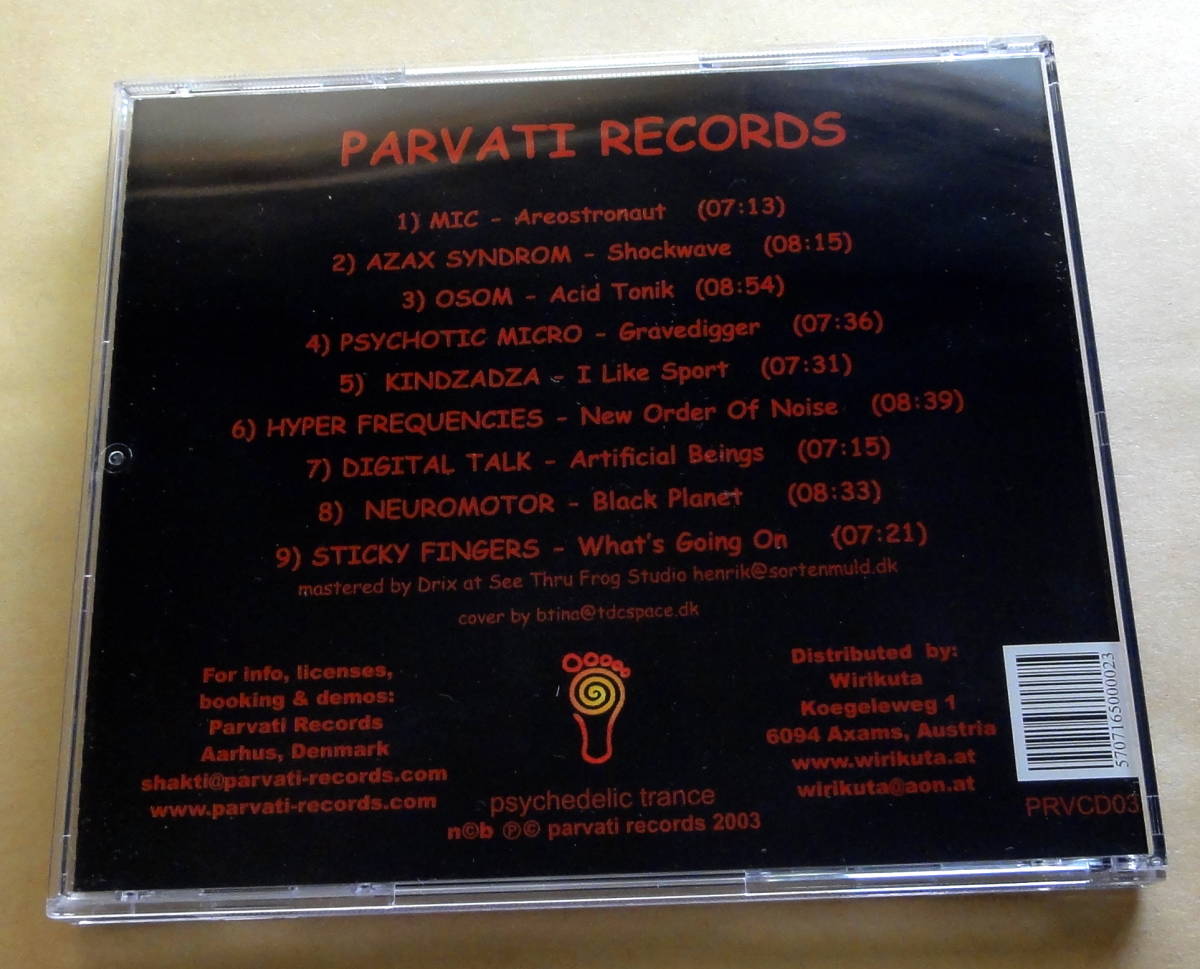 PARVATI RECORDS
1) MIC - Areostronaut (07:13)
2) AZAX SYNDROM - Shockwave (08:15)
3) OSOM - Acid Tonik (08:54)
4) PSYCHOTIC MICRO - Gravedigger (07:36)
5) KINDZADZA - I Like Sport (07:31)
6) HYPER FREQUENCIES - New Order Of Noise (08:39)
7) DIGITAL TALK - Artificial Beings (07:15)
8) NEUROMOTOR - Black Planet (08:33)
9) STICKY FINGERS - What's Going On (07:21)
mastered by Drix at See Thru Frog Studio henrik@sortenmuld.dk
cover by btina@tdcspace.dk
For info, licenses,
booking & demos:
Parvati Records
Aarhus, Denmark
shakti@parvati-records.com
www.parvati-records.com
psychedelic trance
n©b ℗© parvati records 2003
Distributed by:
Wirikuta
Koegeleweg 1
6094 Axams, Austria
www.wirikuta.at
wirikuta@aon.at
5707165000023
PRVCD03